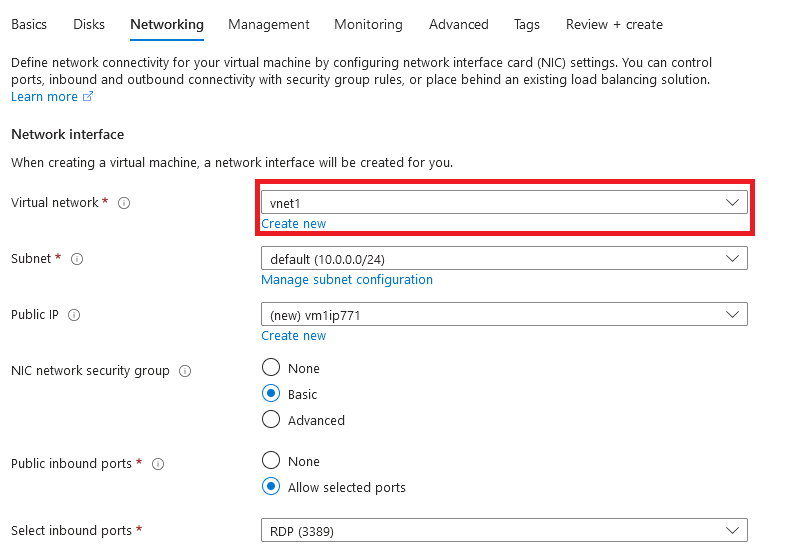 Basics Disks Networking Management Monitoring Advanced Tags Review + create
Define network connectivity for your virtual machine by configuring network interface card (NIC) settings. You can control
ports, inbound and outbound connectivity with security group rules, or place behind an existing load balancing solution.
Learn more
Network interface
When creating a virtual machine, a network interface will be created for you.
Virtual network *
vnet1
Create new
Subnet *
default (10.0.0.0/24)
Manage subnet configuration
Public IP
(new) vm1ip771
Create new
NIC network security group
None
Basic
Advanced
Public inbound ports *
None
Allow selected ports
Select inbound ports *
RDP (3389)